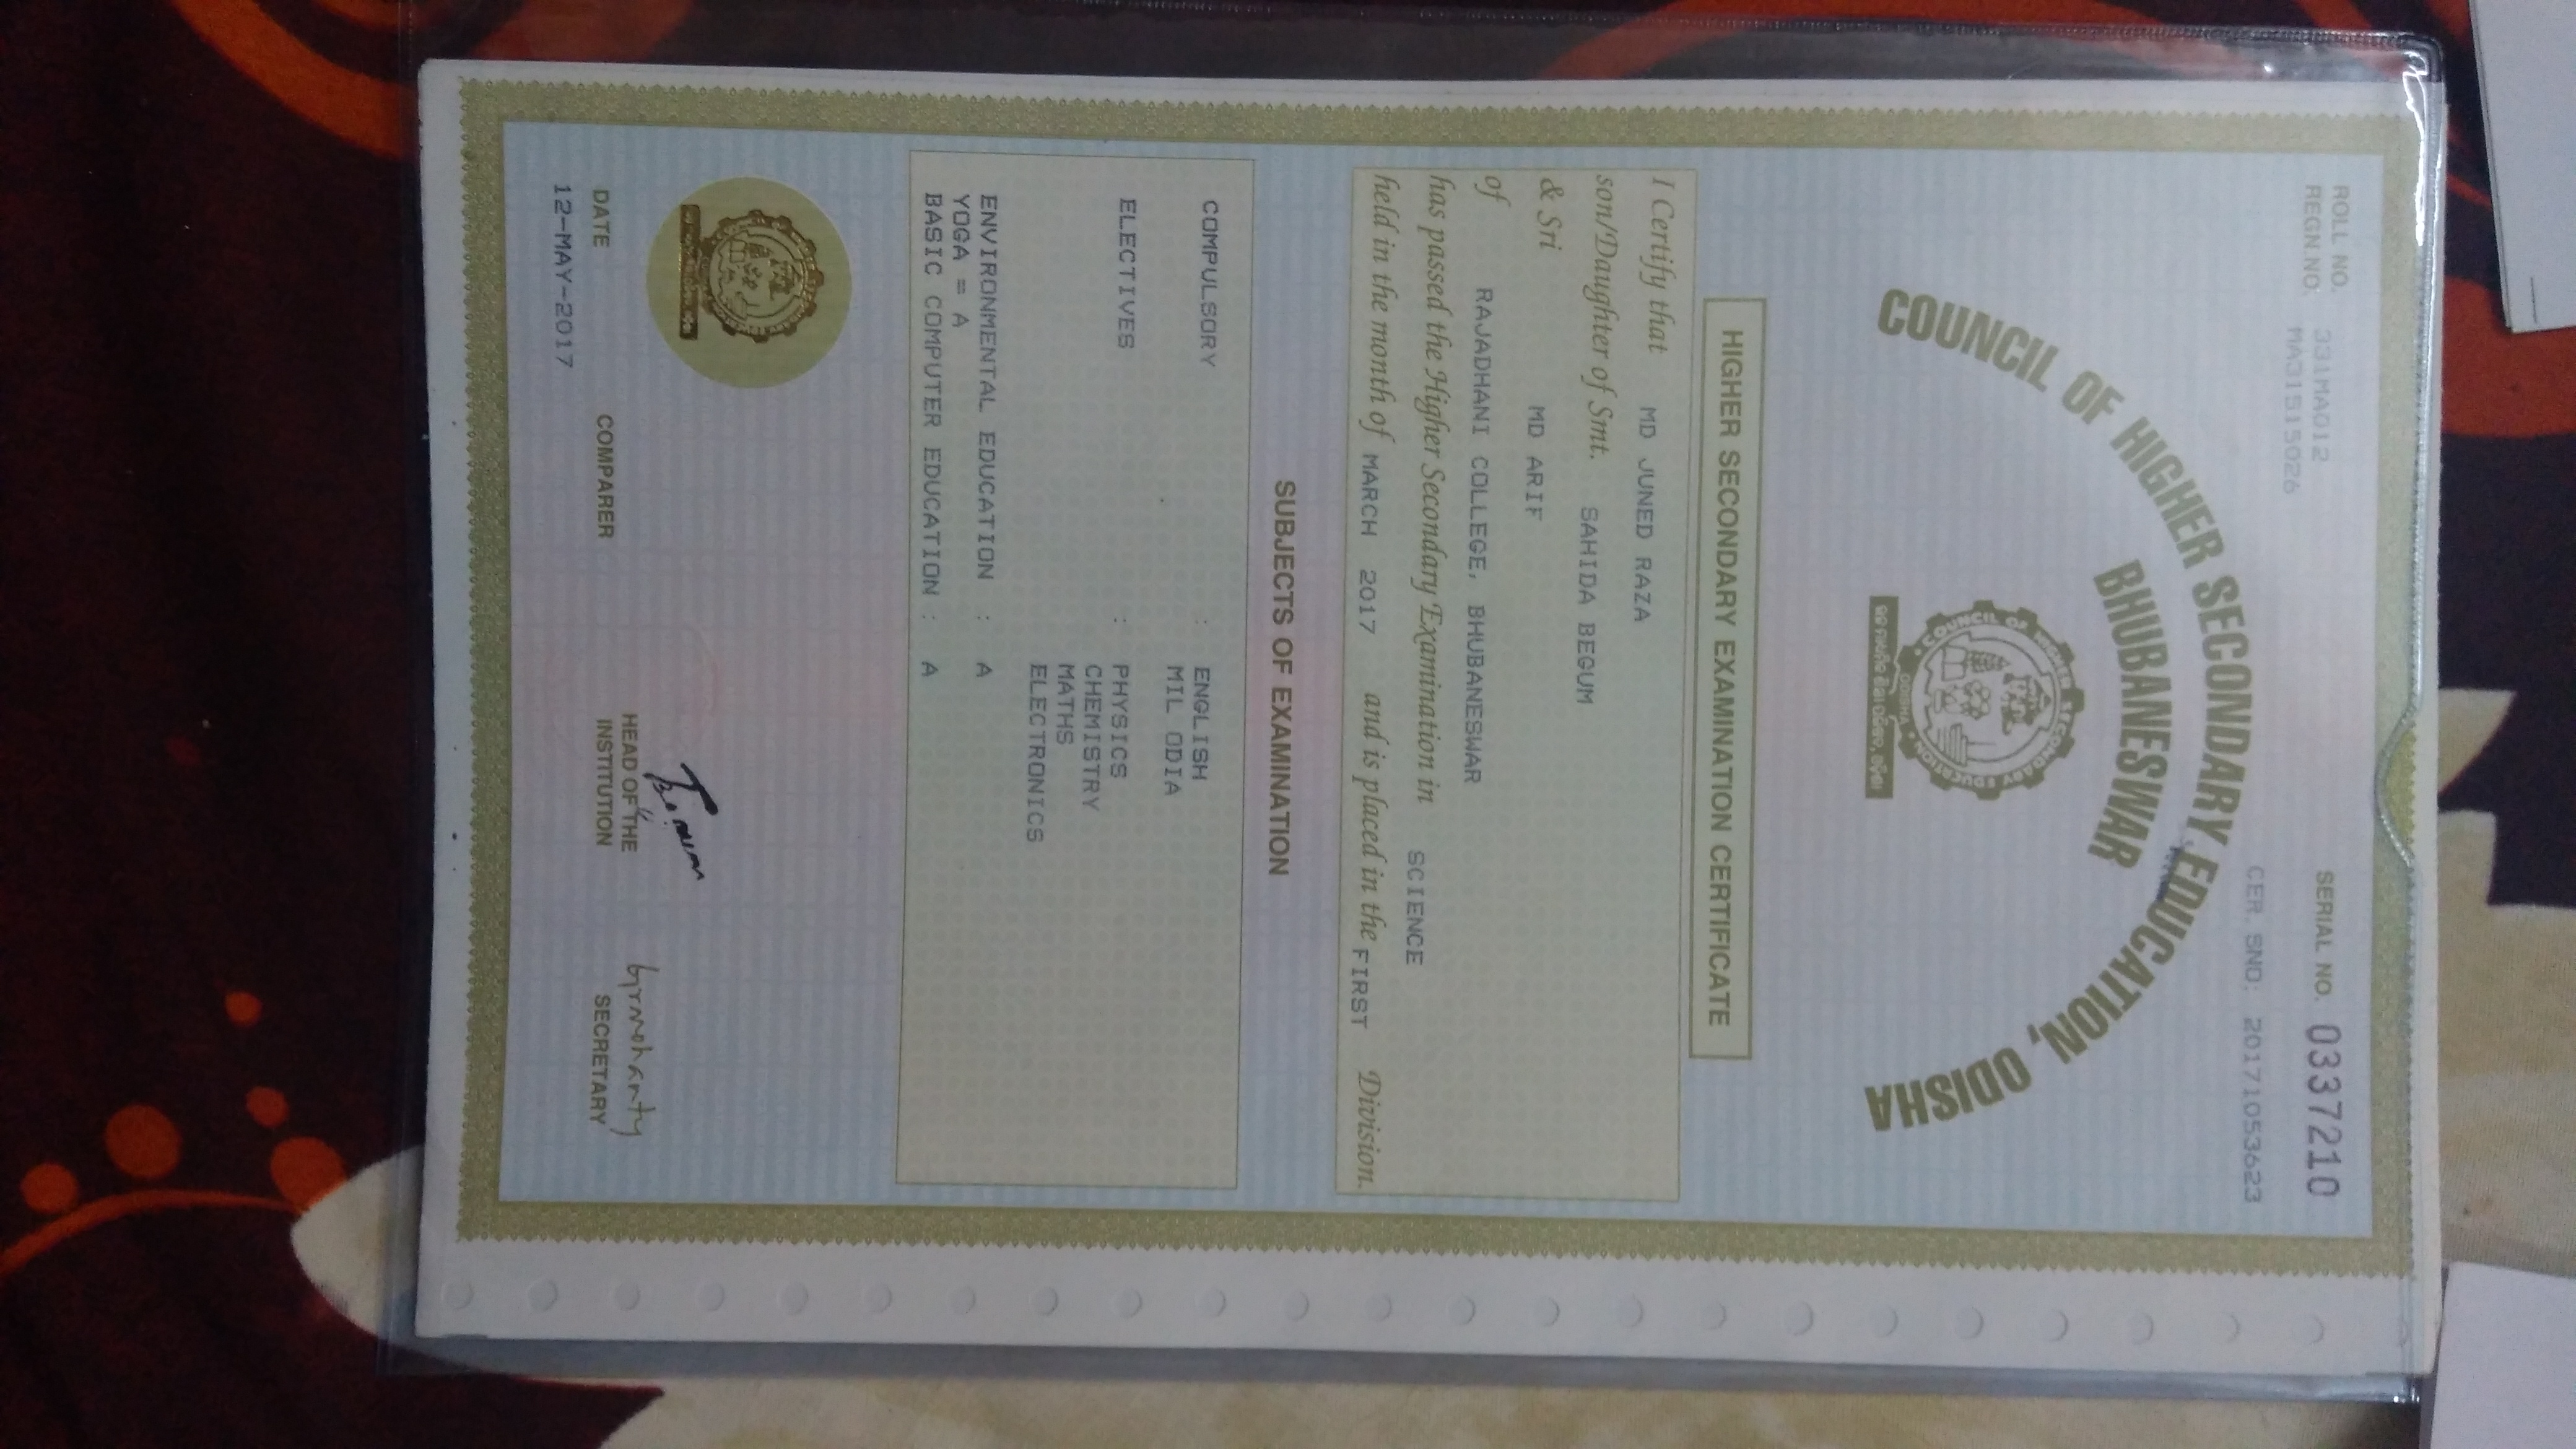 ROLL NO. 331MA012 SERIAL NO. 0337210
REGN.NO. MA31515026
CER. SNO: 20171053623
COUNCIL OF HIGHER SECONDARY EDUCATION, ODISHA
BHUBANESWAR
COUNCIL OF HIGHER SECONDARY EDUCATION
ODISHA
HIGHER SECONDARY EXAMINATION CERTIFICATE
I Certify that MD JUNED RAZA
son/Daughter of Smt. SAHIDA BEGUM
& Sri MD ARIF
of RAJADHANI COLLEGE, BHUBANESWAR
has passed the Higher Secondary Examination in SCIENCE
held in the month of MARCH 2017 and is placed in the FIRST Division.
SUBJECTS OF EXAMINATION
COMPULSORY : ENGLISH
MIL ODIA
ELECTIVES : PHYSICS
CHEMISTRY
MATHS
ELECTRONICS
ENVIRONMENTAL EDUCATION : A
YOGA = A
BASIC COMPUTER EDUCATION : A
DATE COMPARER HEAD OF THE INSTITUTION SECRETARY
12-MAY-2017